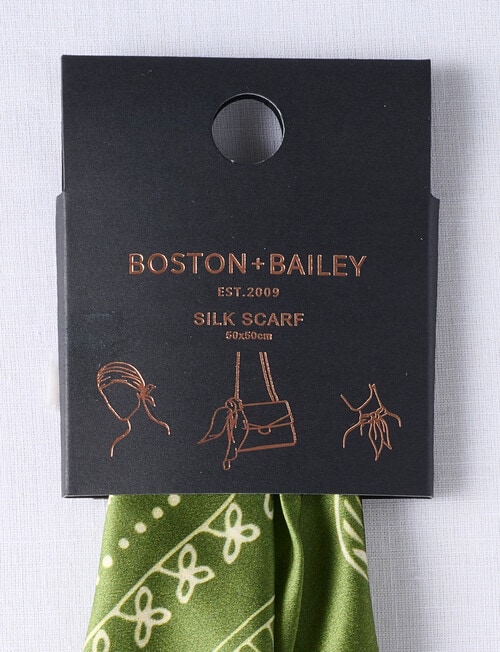 BOSTON + BAILEY
EST.2009
SILK SCARF
50x50cm